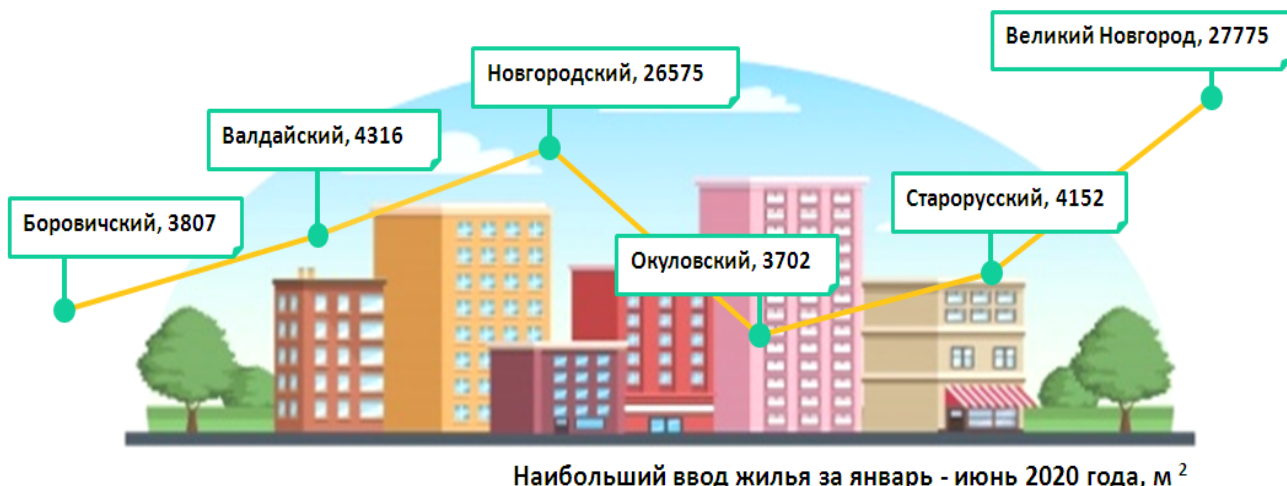 Боровичский, 3807
Валдайский, 4316
Новгородский, 26575
Окуловский, 3702
Старорусский, 4152
Великий Новгород, 27775
Наибольший ввод жилья за январь - июнь 2020 года, м ²